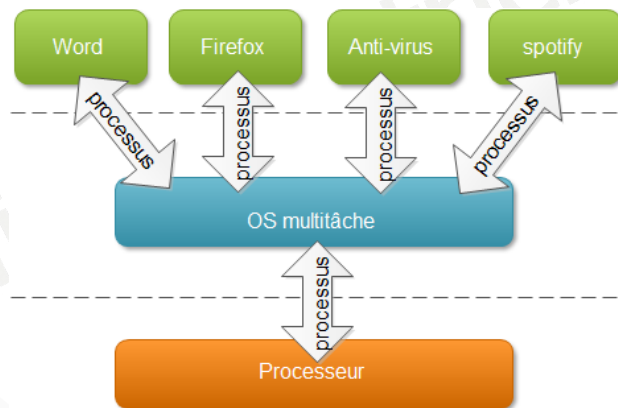 Word
Firefox
Anti-virus
spotify
processus
processus
processus
processus
OS multitâche
processus
Processeur